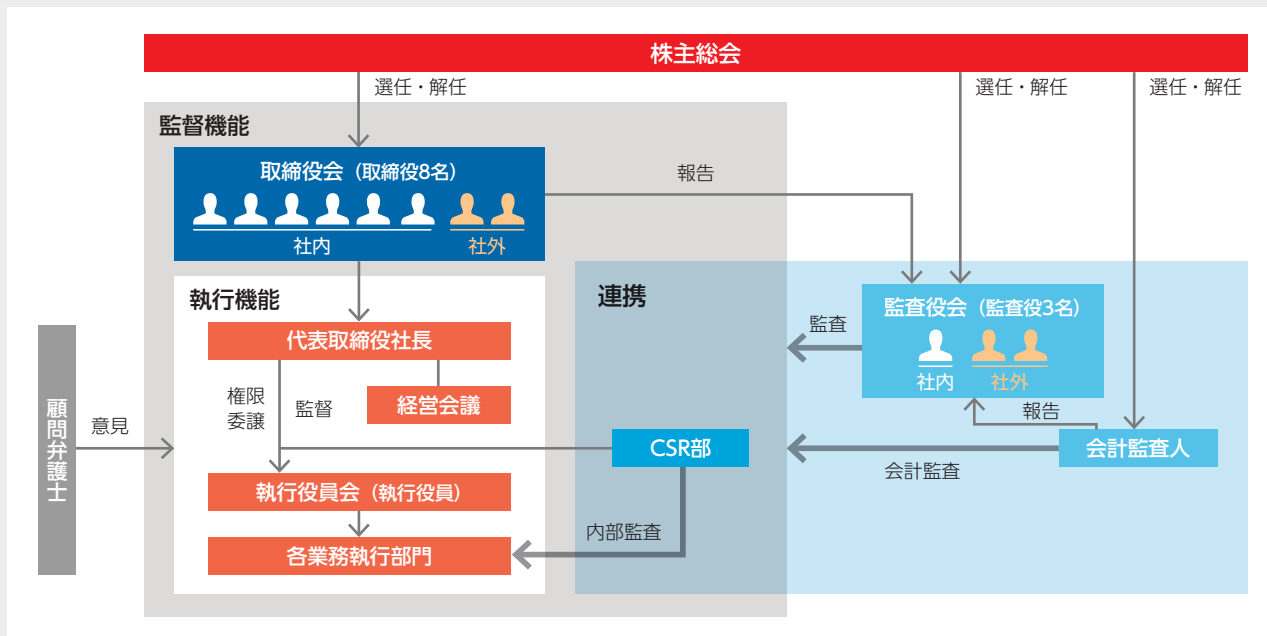 株主総会
選任・解任
選任・解任
選任・解任
監督機能
取締役会（取締役8名）
社内
社外
報告
執行機能
代表取締役社長
権限
委譲
監督
経営会議
執行役員会（執行役員）
各業務執行部門
顧問弁護士
意見
連携
監査
監査役会（監査役3名）
社内
社外
報告
CSR部
会計監査人
会計監査
内部監査